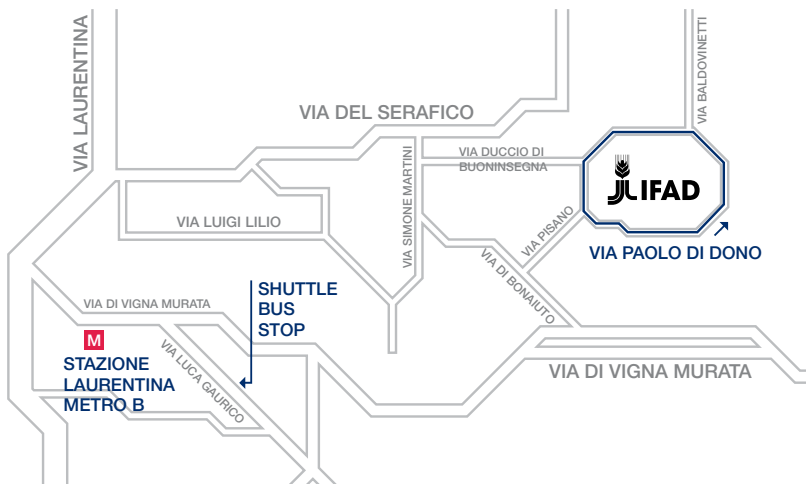 VIA LAURENTINA
VIA DEL SERAFICO
VIA BALDOVINETTI
VIA DUCCIO DI
BUONINSEGNA
IFAD
VIA SIMONE MARTINI
VIA LUIGI LILIO
VIA PISANO
VIA PAOLO DI DONO
VIA DI BONAIUTO
SHUTTLE
BUS
STOP
VIA DI VIGNA MURATA
M
STAZIONE
LAURENTINA
METRO B
VIA LUCA GAURICO
VIA DI VIGNA MURATA